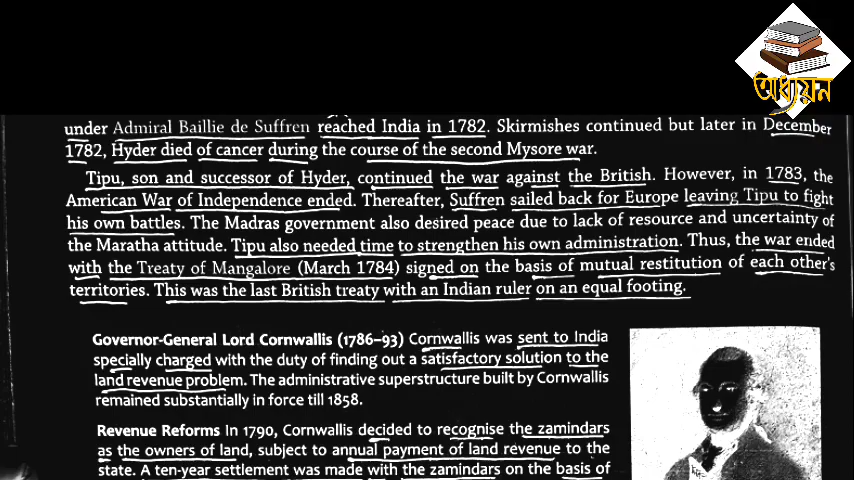 অধ্যয়ন
under Admiral Baillie de Suffren reached India in 1782. Skirmishes continued but later in December
1782, Hyder died of cancer during the course of the second Mysore war.
Tipu, son and successor of Hyder, continued the war against the British. However, in 1783, the
American War of Independence ended. Thereafter, Suffren sailed back for Europe leaving Tipu to fight
his own battles. The Madras government also desired peace due to lack of resource and uncertainty of
the Maratha attitude. Tipu also needed time to strengthen his own administration. Thus, the war ended
with the Treaty of Mangalore (March 1784) signed on the basis of mutual restitution of each other's
territories. This was the last British treaty with an Indian ruler on an equal footing.
Governor-General Lord Cornwallis (1786–93) Cornwallis was sent to India
specially charged with the duty of finding out a satisfactory solution to the
land revenue problem. The administrative superstructure built by Cornwallis
remained substantially in force till 1858.
Revenue Reforms In 1790, Cornwallis decided to recognise the zamindars
as the owners of land, subject to annual payment of land revenue to the
state. A ten-year settlement was made with the zamindars on the basis of